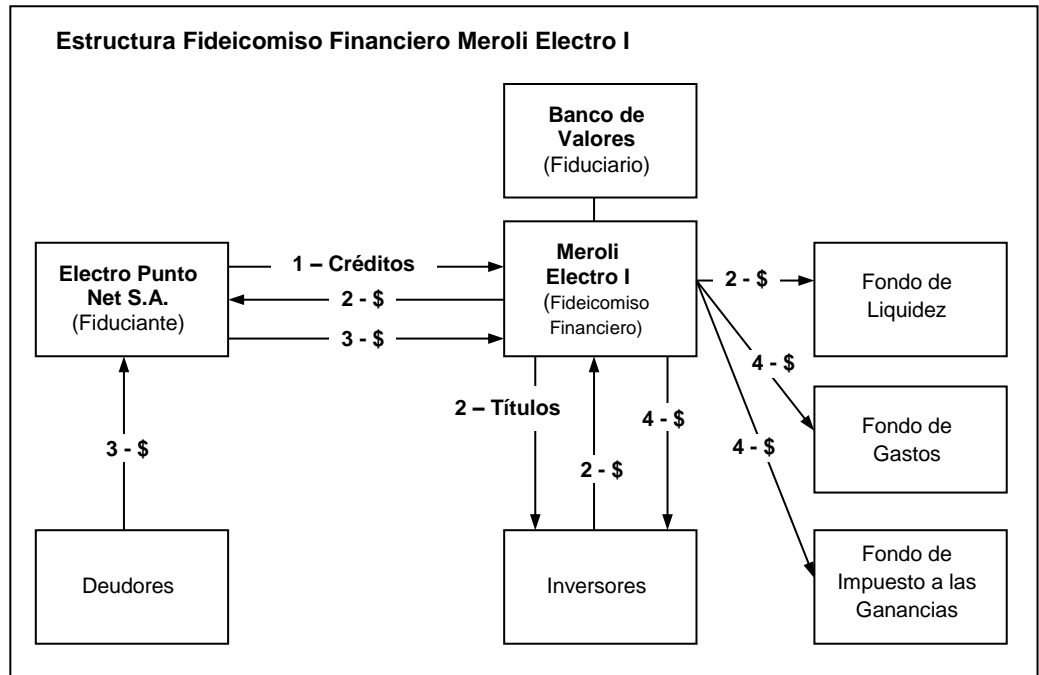 Estructura Fideicomiso Financiero Meroli Electro I
Banco de
Valores
(Fiduciario)
Electro Punto
Net S.A.
(Fiduciante)
1 – Créditos
2 - $
3 - $
Meroli
Electro I
(Fideicomiso
Financiero)
2 - $
Fondo de
Liquidez
4 - $
Fondo de
Gastos
4 - $
Fondo de
Impuesto a las
Ganancias
2 – Títulos
2 - $
4 - $
3 - $
Deudores
Inversores